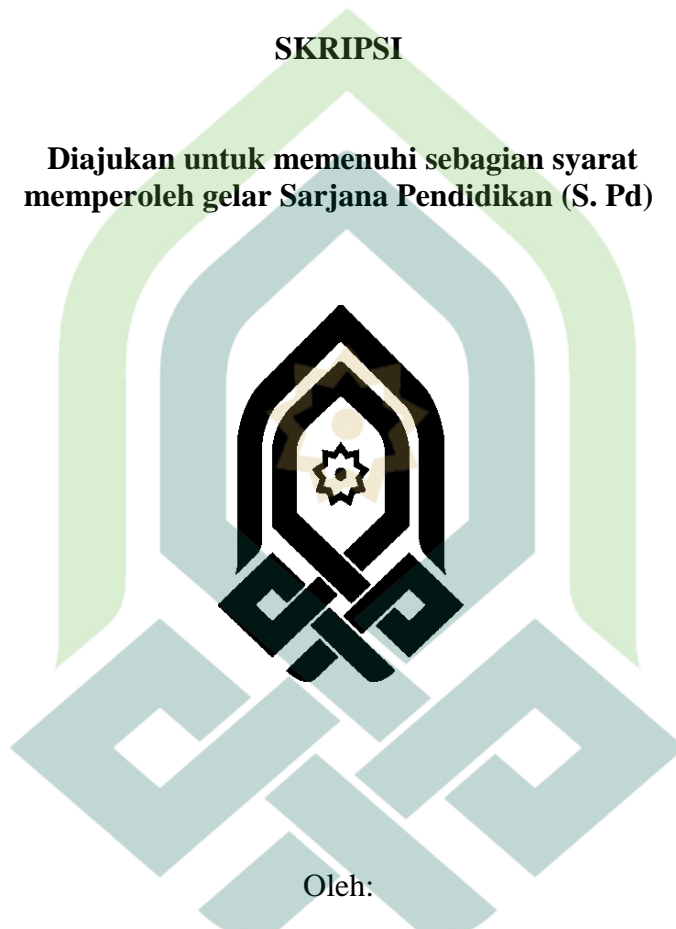 SKRIPSI
Diajukan untuk memenuhi sebagian syarat
memperoleh gelar Sarjana Pendidikan (S. Pd)
Oleh: